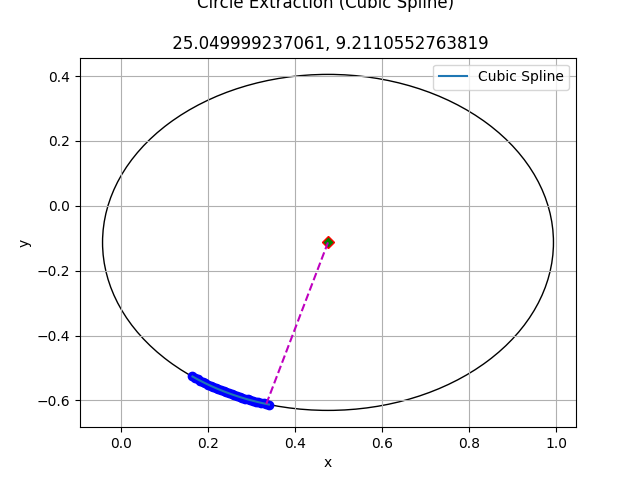 Circle Extraction (Cubic Spline)
25.049999237061, 9.2110552763819
Cubic Spline
0.4
0.2
0.0
−0.2
−0.4
−0.6
y
0.0 0.2 0.4 0.6 0.8 1.0
x